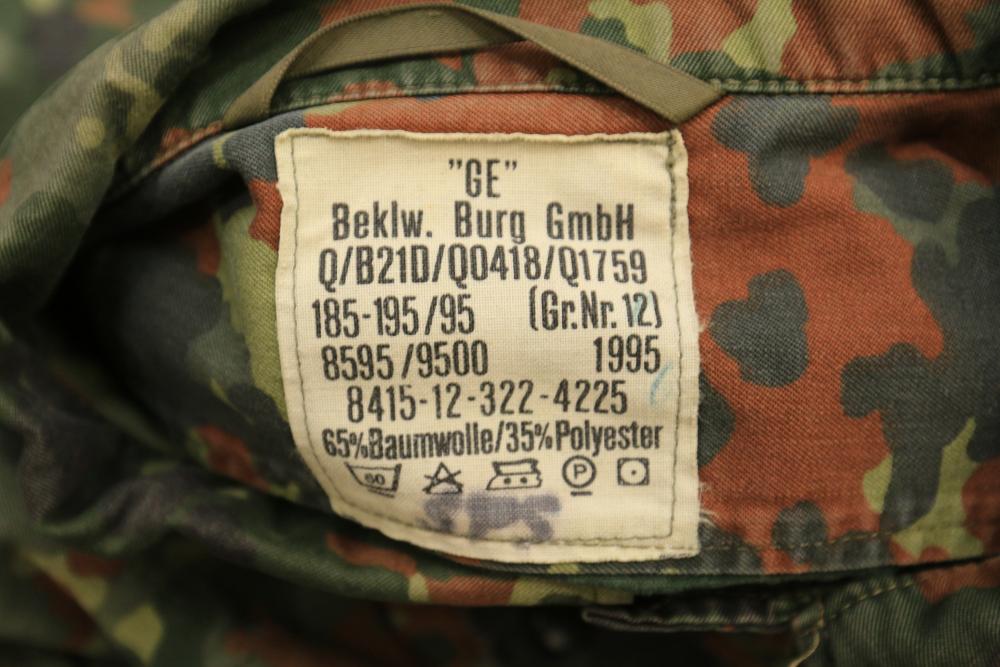 "GE"
Beklw. Burg GmbH
Q/B21D/Q0418/Q1759
185-195/95 (Gr.Nr. 12)
8595/9500 1995
8415-12-322-4225
65%Baumwolle/35%Polyester
60 P